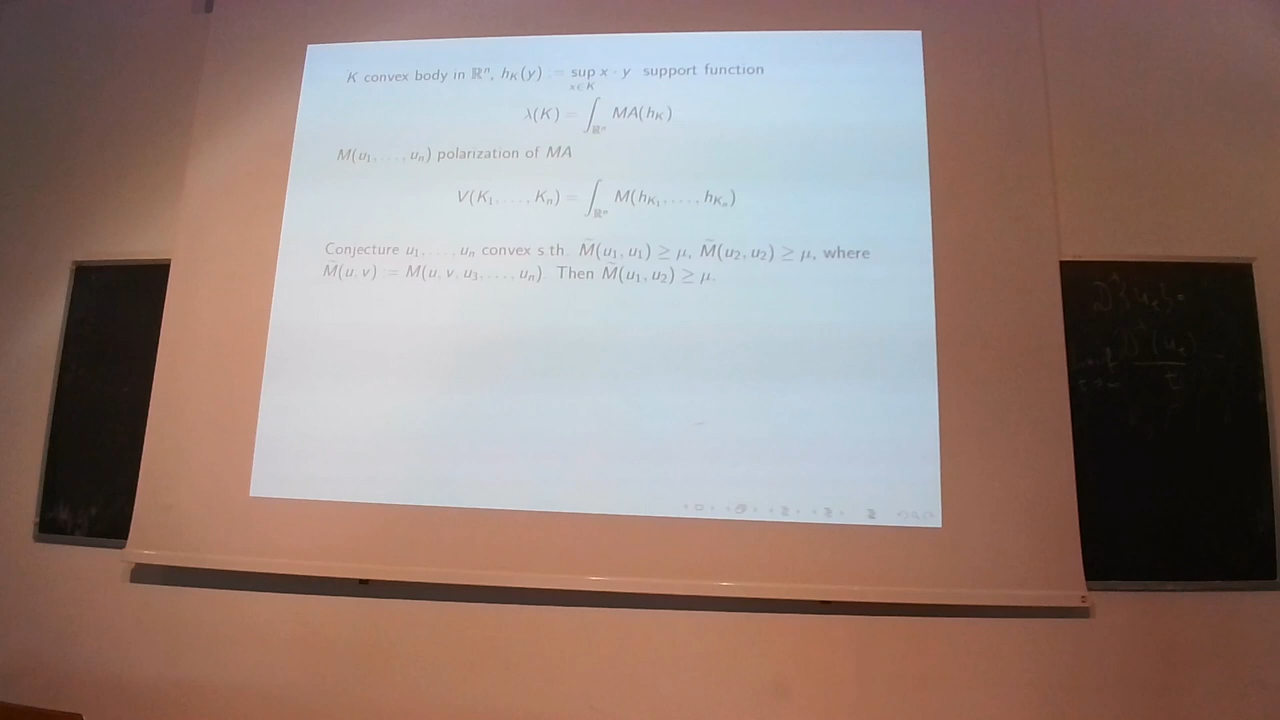 K convex body in ℝⁿ, h_K(y) := sup_{x∈K} x · y support function
λ(K) = ∫_{ℝⁿ} MA(h_K)
M(u₁, . . . , uₙ) polarization of MA
V(K₁, . . . , Kₙ) = ∫_{ℝⁿ} M(h_{K₁}, . . . , h_{Kₙ})
Conjecture u₁, . . . , uₙ convex s.th. M̃(u₁, u₁) ≥ μ, M̃(u₂, u₂) ≥ μ, where
M̃(u, v) := M(u, v, u₃, . . . , uₙ). Then M̃(u₁, u₂) ≥ μ.